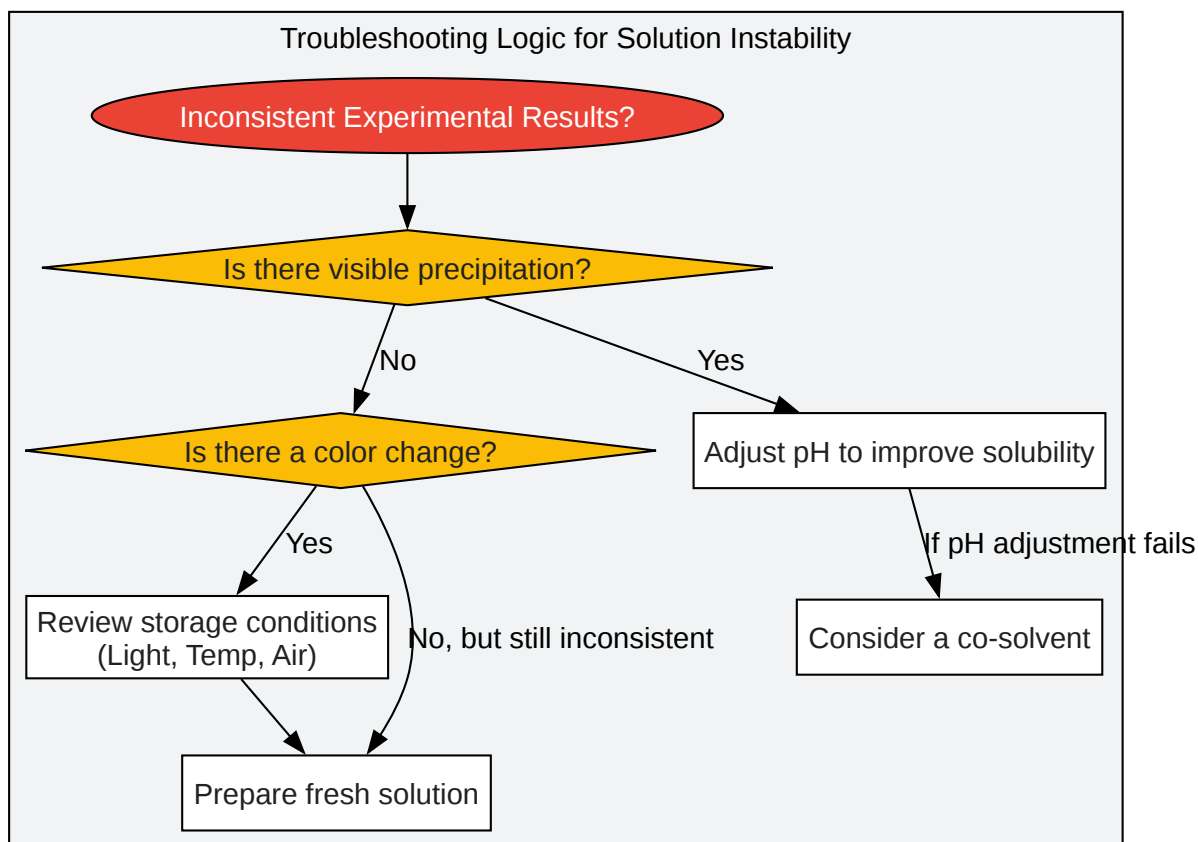 Troubleshooting Logic for Solution Instability
Inconsistent Experimental Results?
Is there visible precipitation?
No
Yes
Is there a color change?
Adjust pH to improve solubility
Yes
If pH adjustment fails
Review storage conditions
(Light, Temp, Air)
No, but still inconsistent
Consider a co-solvent
Prepare fresh solution